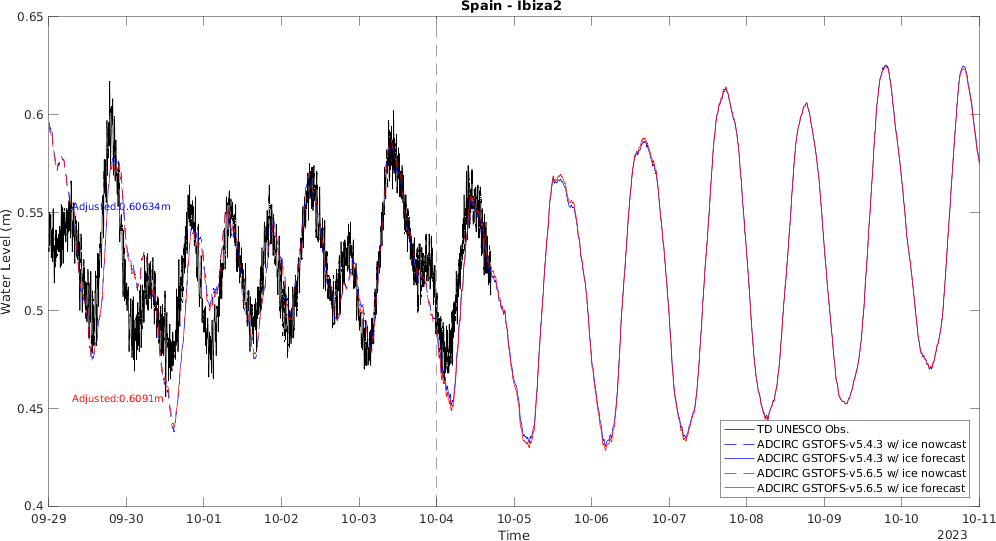 Spain - Ibiza2
Water Level (m)
0.65
0.6
0.55
0.5
0.45
0.4
Adjusted:0.60634m
Adjusted:0.6091m
TD UNESCO Obs.
ADCIRC GSTOFS-v5.4.3 w/ ice nowcast
ADCIRC GSTOFS-v5.4.3 w/ ice forecast
ADCIRC GSTOFS-v5.6.5 w/ ice nowcast
ADCIRC GSTOFS-v5.6.5 w/ ice forecast
09-29 09-30 10-01 10-02 10-03 10-04 10-05 10-06 10-07 10-08 10-09 10-10 10-11
Time
2023